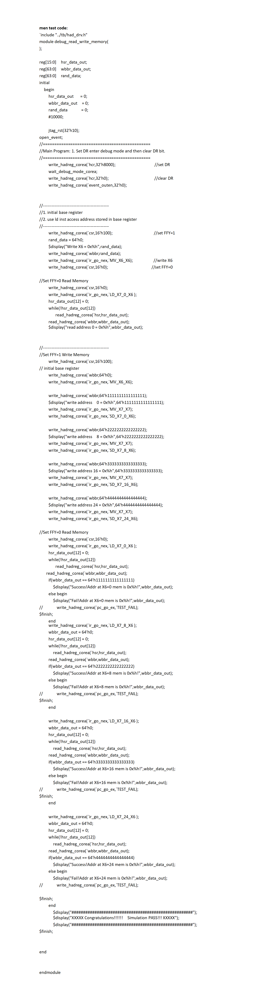 men test code:
`include "../tb/had_drv.h"
module debug_read_write_memory(
);
reg[15:0] hsr_data_out;
reg[63:0] wbbr_data_out;
reg[63:0] rand_data;
initial
begin
hsr_data_out = 0;
wbbr_data_out = 0;
rand_data = 0;
#10000;
jtag_rst(32'h10);
open_event;
//===============================================
//Main Program: 1. Set DR enter debug mode and then clear DR bit.
//===============================================
write_hadreg_corea(`hcr,32'h8000); //set DR
wait_debug_mode_corea;
write_hadreg_corea(`hcr,32'h0); //clear DR
write_hadreg_corea(`event_outen,32'h0);
//-----------------------------------------------
//1. initial base register
//2. use ld inst access address stored in base register
//-----------------------------------------------
write_hadreg_corea(`csr,16'h100); //set FFY=1
rand_data = 64'h0;
$display("Write X6 = 0x%h",rand_data);
write_hadreg_corea(`wbbr,rand_data);
write_hadreg_corea(`ir_go_nex,`MV_X6_X6); //write X6
write_hadreg_corea(`csr,16'h0); //set FFY=0
//Set FFY=0 Read Memory
write_hadreg_corea(`csr,16'h0);
write_hadreg_corea(`ir_go_nex,`LD_X7_0_X6 );
hsr_data_out[12] = 0;
while(!hsr_data_out[12])
read_hadreg_corea(`hsr,hsr_data_out);
read_hadreg_corea(`wbbr,wbbr_data_out);
$display("read address 0 = 0x%h",wbbr_data_out);
//-----------------------------------------------
//Set FFY=1 Write Memory
write_hadreg_corea(`csr,16'h100);
// initial base register
write_hadreg_corea(`wbbr,64'h0);
write_hadreg_corea(`ir_go_nex,`MV_X6_X6);
write_hadreg_corea(`wbbr,64'h1111111111111111);
$display("write address 0 = 0x%h",64'h1111111111111111);
write_hadreg_corea(`ir_go_nex,`MV_X7_X7);
write_hadreg_corea(`ir_go_nex,`SD_X7_0_X6);
write_hadreg_corea(`wbbr,64'h2222222222222222);
$display("write address 8 = 0x%h",64'h2222222222222222);
write_hadreg_corea(`ir_go_nex,`MV_X7_X7);
write_hadreg_corea(`ir_go_nex,`SD_X7_8_X6);
write_hadreg_corea(`wbbr,64'h3333333333333333);
$display("write address 16 = 0x%h",64'h3333333333333333);
write_hadreg_corea(`ir_go_nex,`MV_X7_X7);
write_hadreg_corea(`ir_go_nex,`SD_X7_16_X6);
write_hadreg_corea(`wbbr,64'h4444444444444444);
$display("write address 24 = 0x%h",64'h4444444444444444);
write_hadreg_corea(`ir_go_nex,`MV_X7_X7);
write_hadreg_corea(`ir_go_nex,`SD_X7_24_X6);
//Set FFY=0 Read Memory
write_hadreg_corea(`csr,16'h0);
write_hadreg_corea(`ir_go_nex,`LD_X7_0_X6 );
hsr_data_out[12] = 0;
while(!hsr_data_out[12])
read_hadreg_corea(`hsr,hsr_data_out);
read_hadreg_corea(`wbbr,wbbr_data_out);
if(wbbr_data_out == 64'h1111111111111111)
$display("Success!Addr at X6+0 mem is 0x%h!",wbbr_data_out);
else begin
$display("Fail!Addr at X6+0 mem is 0x%h!",wbbr_data_out);
// write_hadreg_corea(`pc_go_ex,`TEST_FAIL);
$finish;
end
write_hadreg_corea(`ir_go_nex,`LD_X7_8_X6 );
wbbr_data_out = 64'h0;
hsr_data_out[12] = 0;
while(!hsr_data_out[12])
read_hadreg_corea(`hsr,hsr_data_out);
read_hadreg_corea(`wbbr,wbbr_data_out);
if(wbbr_data_out == 64'h2222222222222222)
$display("Success!Addr at X6+8 mem is 0x%h!",wbbr_data_out);
else begin
$display("Fail!Addr at X6+8 mem is 0x%h!",wbbr_data_out);
// write_hadreg_corea(`pc_go_ex,`TEST_FAIL);
$finish;
end
write_hadreg_corea(`ir_go_nex,`LD_X7_16_X6 );
wbbr_data_out = 64'h0;
hsr_data_out[12] = 0;
while(!hsr_data_out[12])
read_hadreg_corea(`hsr,hsr_data_out);
read_hadreg_corea(`wbbr,wbbr_data_out);
if(wbbr_data_out == 64'h3333333333333333)
$display("Success!Addr at X6+16 mem is 0x%h!",wbbr_data_out);
else begin
$display("Fail!Addr at X6+16 mem is 0x%h!",wbbr_data_out);
// write_hadreg_corea(`pc_go_ex,`TEST_FAIL);
$finish;
end
write_hadreg_corea(`ir_go_nex,`LD_X7_24_X6 );
wbbr_data_out = 64'h0;
hsr_data_out[12] = 0;
while(!hsr_data_out[12])
read_hadreg_corea(`hsr,hsr_data_out);
read_hadreg_corea(`wbbr,wbbr_data_out);
if(wbbr_data_out == 64'h4444444444444444)
$display("Success!Addr at X6+24 mem is 0x%h!",wbbr_data_out);
else begin
$display("Fail!Addr at X6+24 mem is 0x%h!",wbbr_data_out);
// write_hadreg_corea(`pc_go_ex,`TEST_FAIL);
$finish;
end
$display("#####################################################");
$display("XXXXX Congratulations!!!!!! Simulation PASS!!! XXXXX");
$display("#####################################################");
$finish;
end
endmodule